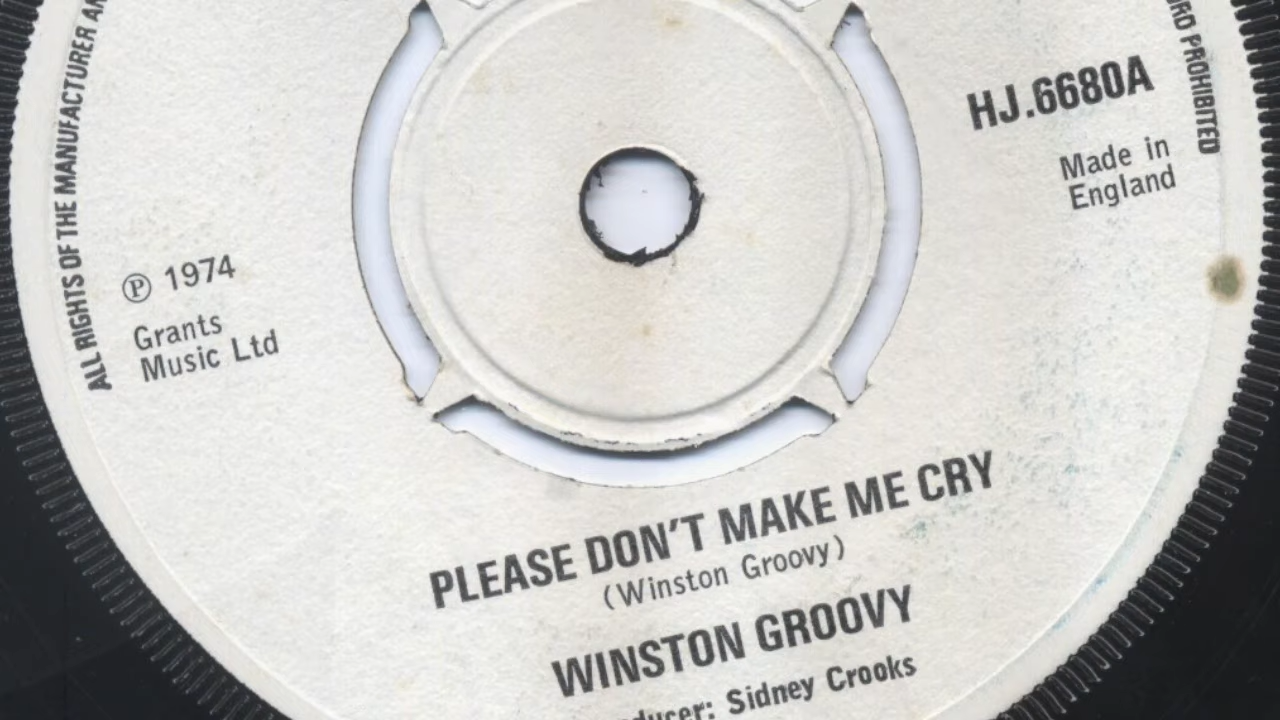 ALL RIGHTS OF THE MANUFACTURER
PROHIBITED
HJ.6680A
Made in
England
℗ 1974
Grants
Music Ltd
PLEASE DON'T MAKE ME CRY
(Winston Groovy)
WINSTON GROOVY
Sidney Crooks